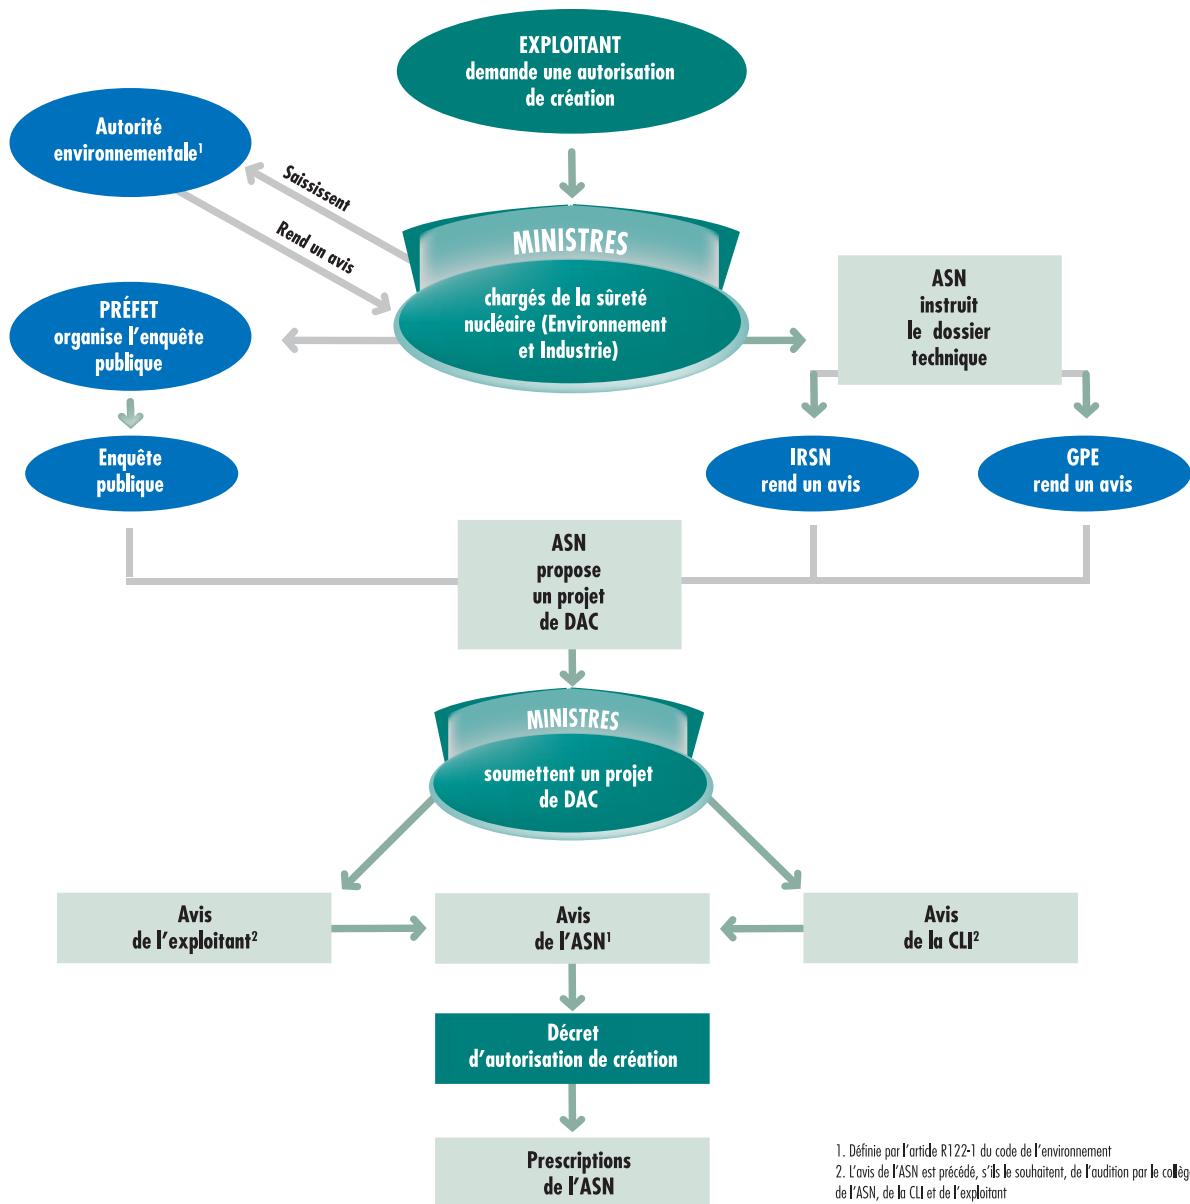 EXPLOITANT
demande une autorisation
de création
Autorité
environnementale¹
Saisissent
Rend un avis
MINISTRES
chargés de la sûreté
nucléaire (Environnement
et Industrie)
PRÉFET
organise l'enquête
publique
ASN
instruit
le dossier
technique
Enquête
publique
IRSN
rend un avis
GPE
rend un avis
ASN
propose
un projet
de DAC
MINISTRES
soumettent un projet
de DAC
Avis
de l'exploitant²
Avis
de l'ASN¹
Avis
de la CLI²
Décret
d'autorisation de création
Prescriptions
de l'ASN
1. Définie par l'article R122-1 du code de l'environnement
2. L'avis de l'ASN est précédé, s'ils le souhaitent, de l'audition par le collèg
de l'ASN, de la CLI et de l'exploitant